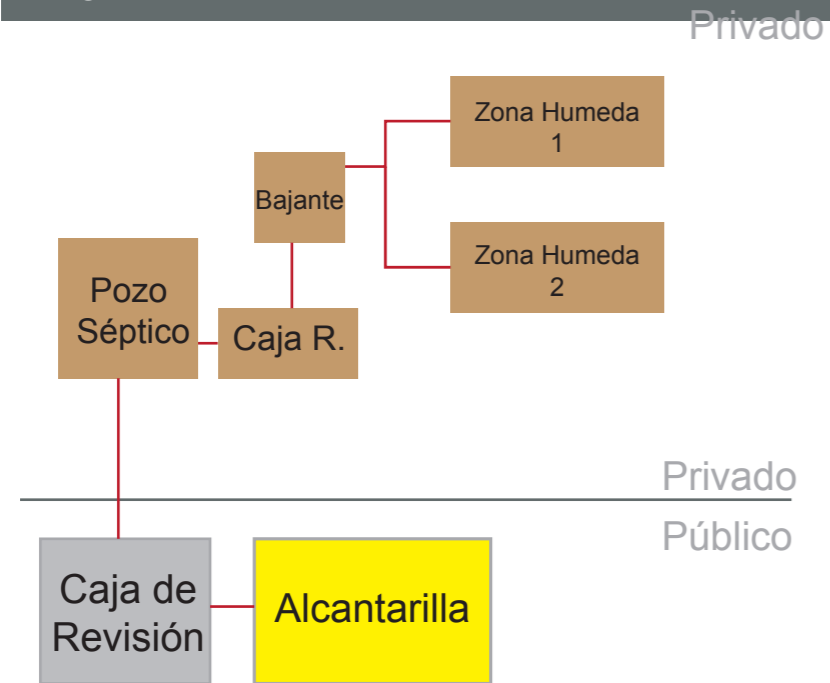 Privado
Zona Humeda
1
Bajante
Zona Humeda
2
Pozo
Séptico
Caja R.
Privado
Público
Caja de
Revisión
Alcantarilla